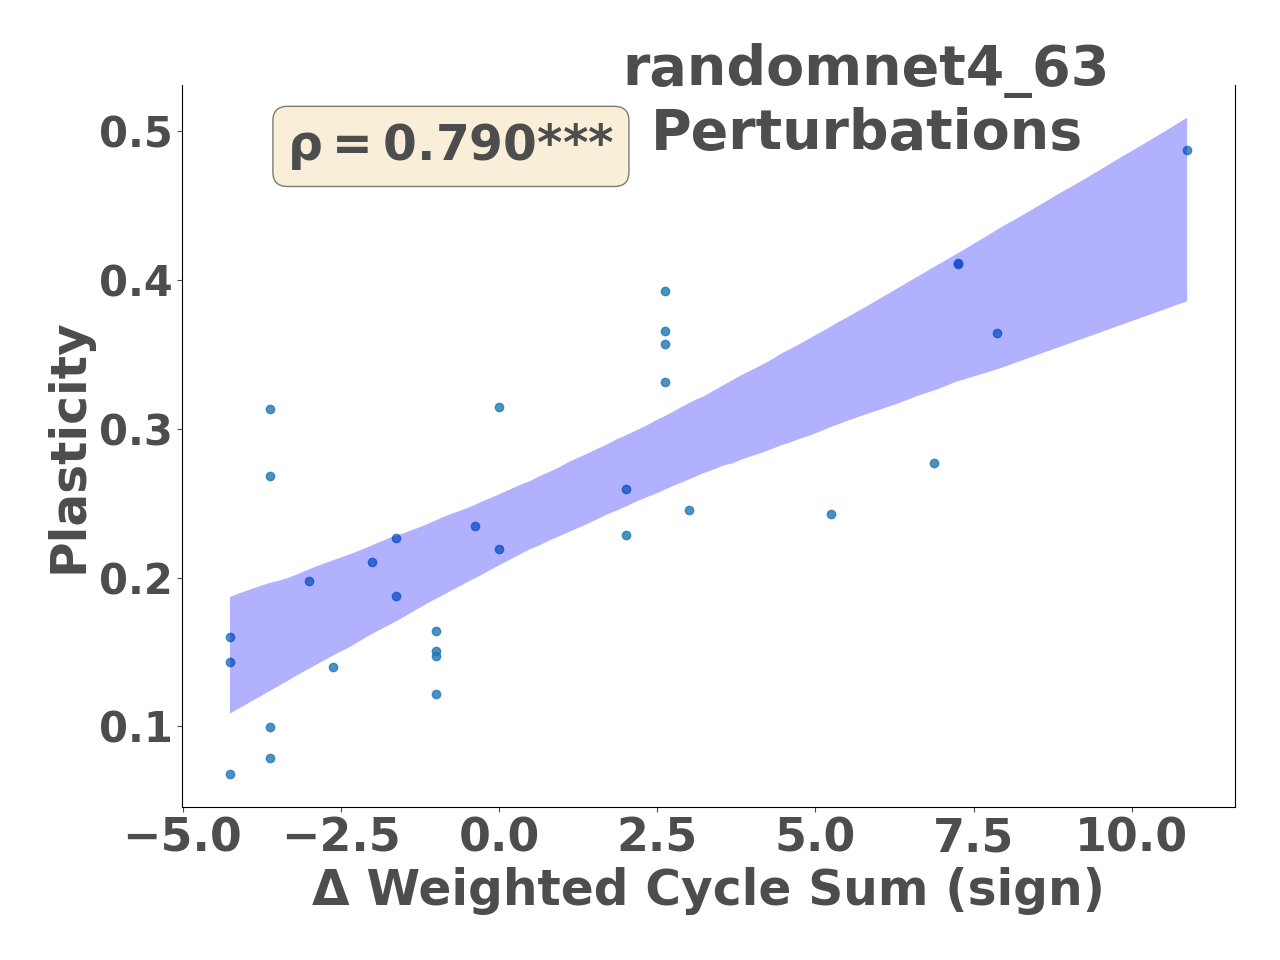 randomnet4_63
Perturbations
ρ = 0.790***
0.5
0.4
0.3
0.2
0.1
Plasticity
−5.0 −2.5 0.0 2.5 5.0 7.5 10.0
Δ Weighted Cycle Sum (sign)